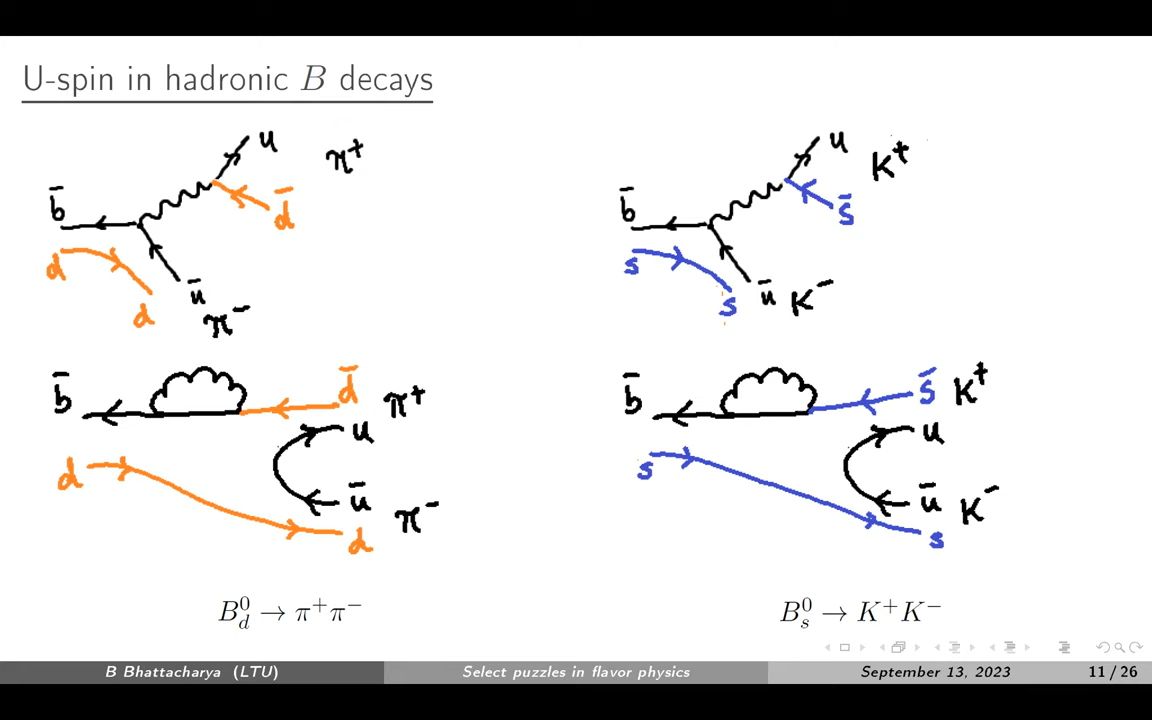 U-spin in hadronic B decays
b̄
u
π⁺
d̄
d
d
ū
π⁻
b̄
u
K⁺
s̄
s
s
ū
K⁻
b̄
d̄
π⁺
u
d
ū
π⁻
d
b̄
s̄
K⁺
u
s
ū
K⁻
s
B⁰_d → π⁺π⁻
B⁰_s → K⁺K⁻
B Bhattacharya (LTU)
Select puzzles in flavor physics
September 13, 2023
11 / 26